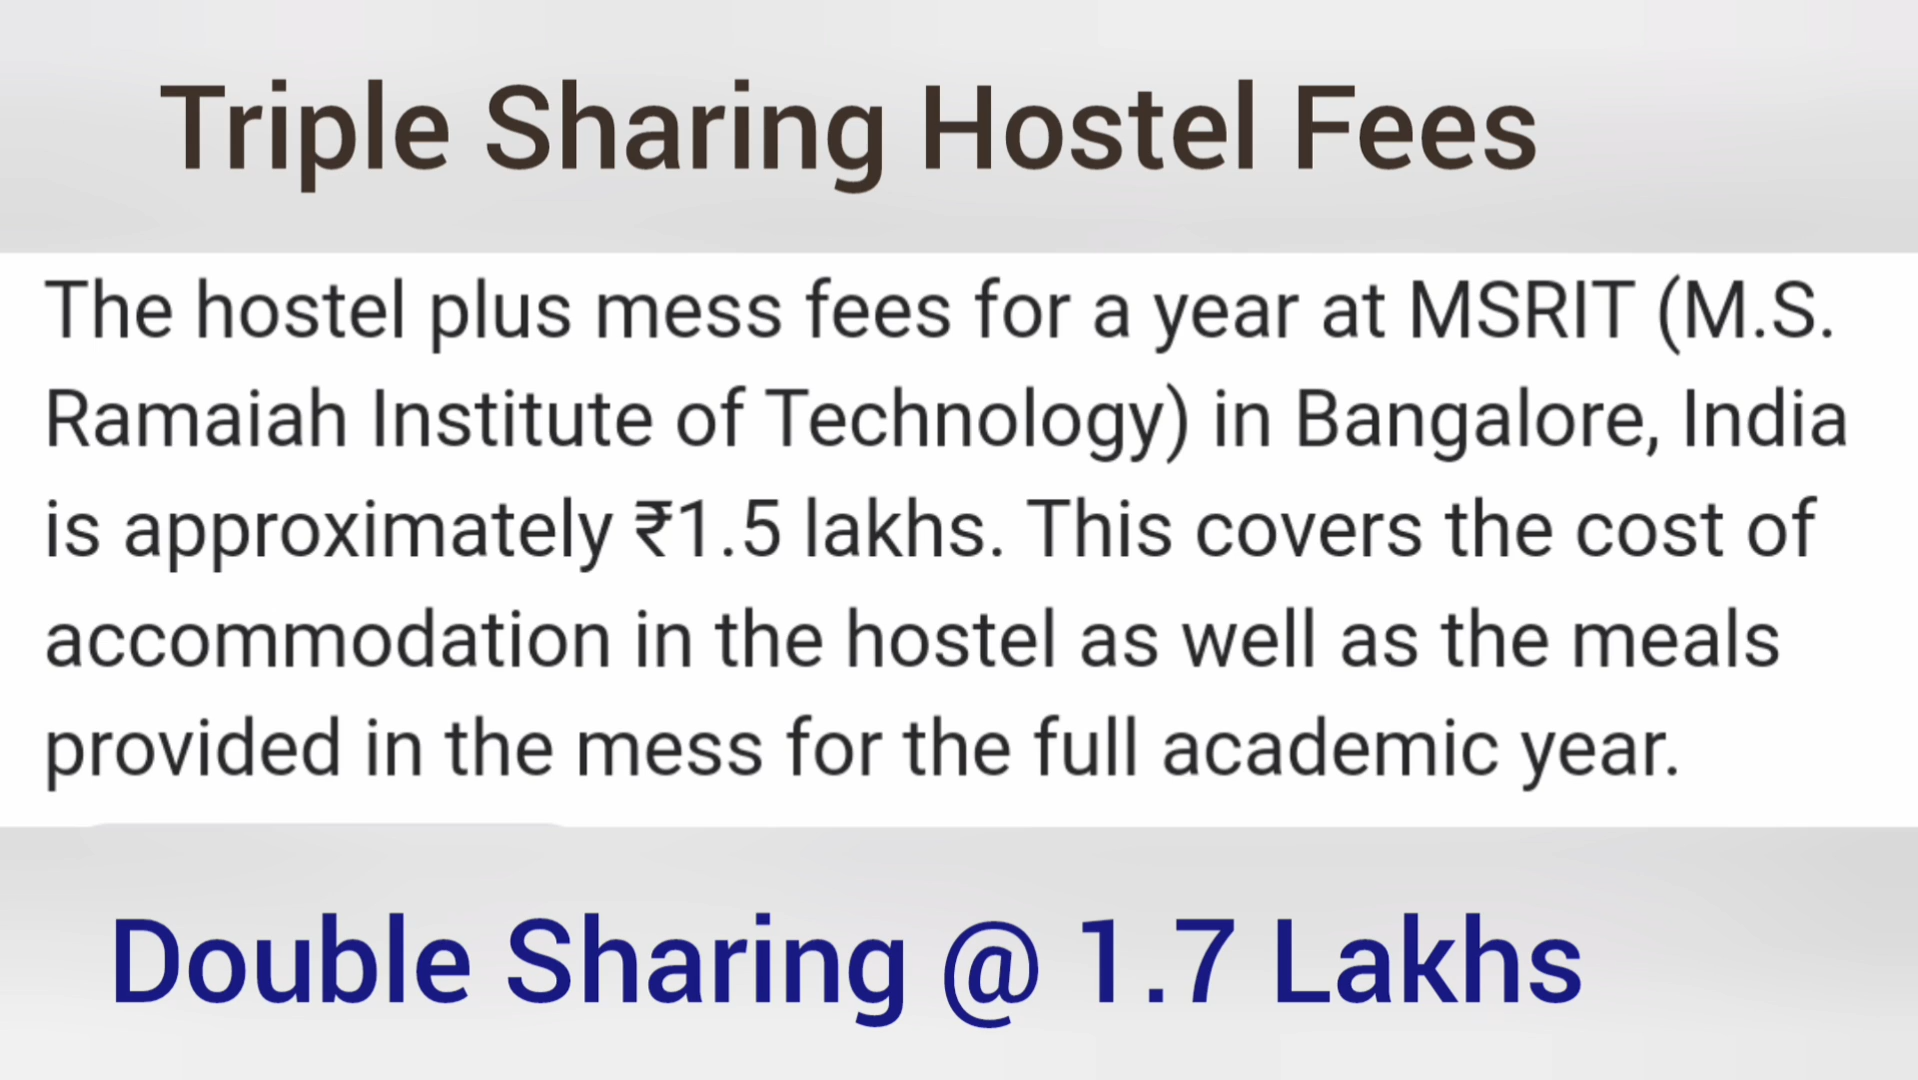 Triple Sharing Hostel Fees
The hostel plus mess fees for a year at MSRIT (M.S.
Ramaiah Institute of Technology) in Bangalore, India
is approximately ₹1.5 lakhs. This covers the cost of
accommodation in the hostel as well as the meals
provided in the mess for the full academic year.
Double Sharing @ 1.7 Lakhs